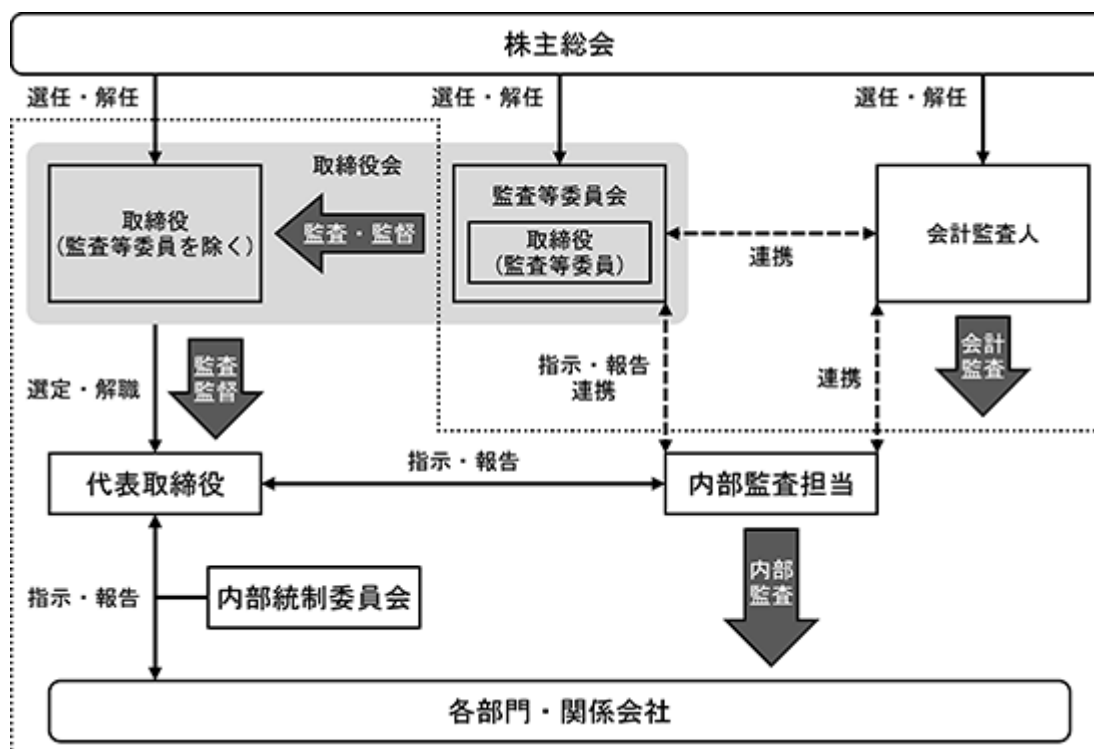 株主総会
選任・解任
選任・解任
選任・解任
取締役会
取締役
(監査等委員を除く)
監査・監督
監査等委員会
取締役
(監査等委員)
連携
会計監査人
選定・解職
監査
監督
指示・報告
連携
連携
会計
監査
代表取締役
指示・報告
内部監査担当
指示・報告
内部統制委員会
内部
監査
各部門・関係会社